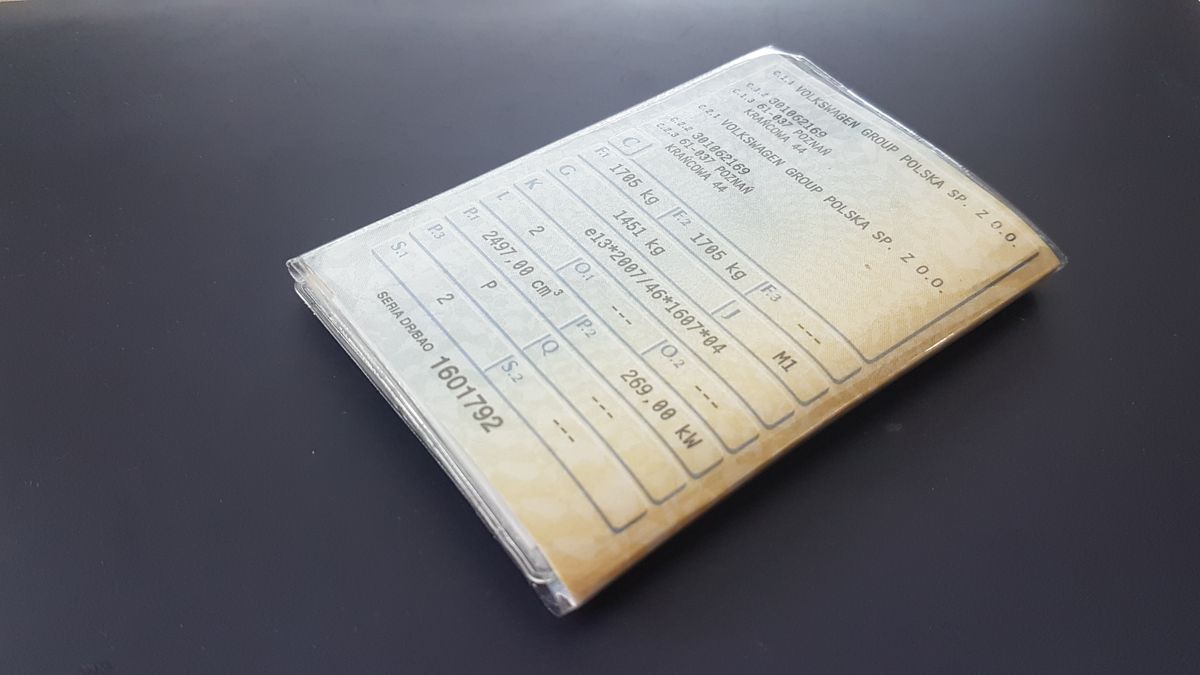 C.1.1 VOLKSWAGEN GROUP POLSKA SP. Z O.O.
C.1.2 301062169
C.1.3 61-037 POZNAŃ
KRAŃCOWA 44
C.2.1 VOLKSWAGEN GROUP POLSKA SP. Z O.O.
C.2.2 301062169
C.2.3 61-037 POZNAŃ
KRAŃCOWA 44
C
F.1 1705 kg F.2 1705 kg F.3 ---
G 1451 kg J M1
K e13*2007/46*1607*04
L 2 O.1 --- O.2 ---
P.1 2497,00 cm³ P.2 269,00 kW
P.3 P Q ---
S.1 2 S.2 ---
SERIA DR/BAO 1601792